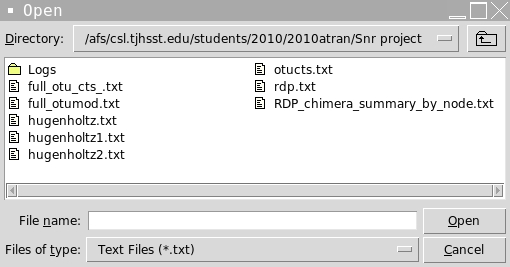 Open
Directory: /afs/csl.tjhsst.edu/students/2010/2010atran/Snr project
Logs
full_otu_cts_.txt
full_otumod.txt
hugenholtz.txt
hugenholtz1.txt
hugenholtz2.txt
otucts.txt
rdp.txt
RDP_chimera_summary_by_node.txt
File name: Open
Files of type: Text Files (*.txt) Cancel